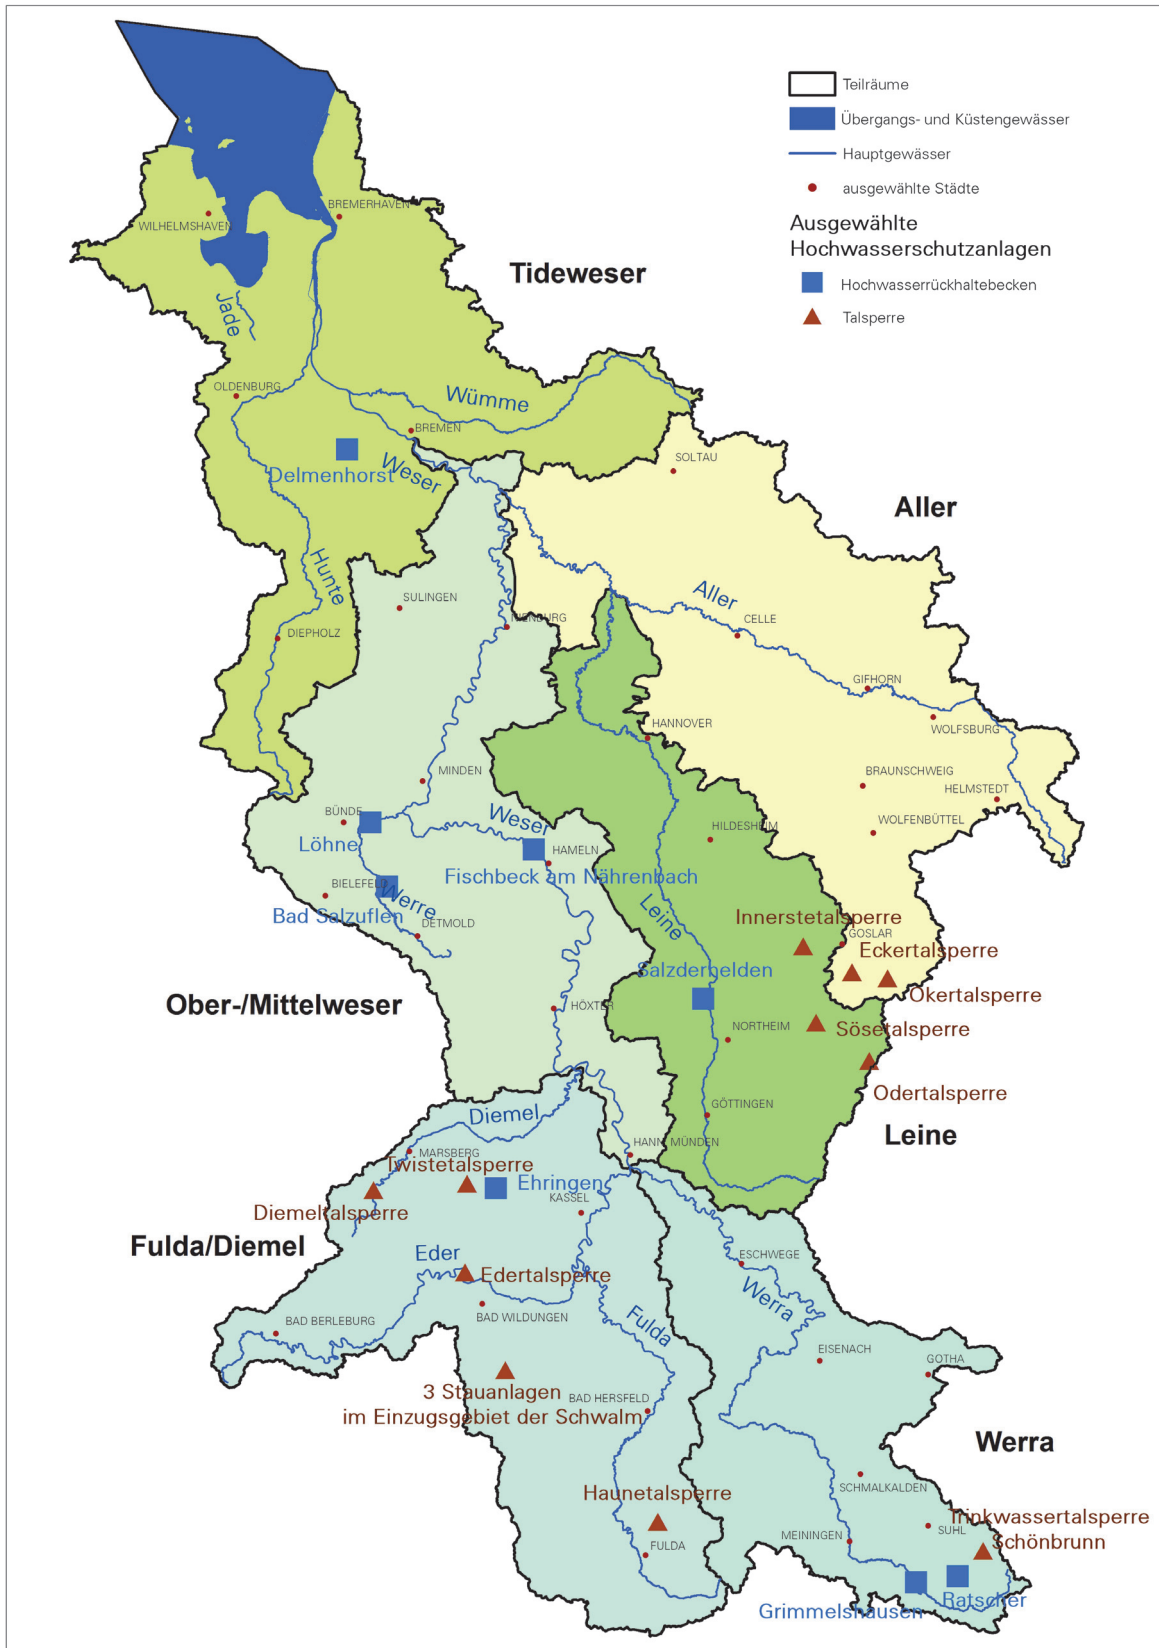 Teilräume
Übergangs- und Küstengewässer
Hauptgewässer
ausgewählte Städte
Ausgewählte
Hochwasserschutzanlagen
Hochwasserrückhaltebecken
Talsperre
BREMERHAVEN
WILHELMSHAVEN
Tideweser
Jade
OLDENBURG
Wümme
BREMEN
Weser
Delmenhorst
SOLTAU
Aller
Hunte
Aller
SULINGEN
NIENBURG
CELLE
DIEPHOLZ
GIFHORN
HANNOVER
WOLFSBURG
MINDEN
BRAUNSCHWEIG
HELMSTEDT
BÜNDE
Weser
HILDESHEIM
WOLFENBÜTTEL
Löhne
HAMELN
Fischbeck am Nährenbach
BIELEFELD
Werre
Bad Salzuflen
DETMOLD
Leine
Innerstetalsperre
GOSLAR
Eckertalsperre
Salzderhelden
Okertalsperre
Ober-/Mittelweser
HÖXTER
NORTHEIM
Sösetalsperre
Odertalsperre
Diemel
GÖTTINGEN
Leine
HANN. MÜNDEN
MARSBERG
Twistetalsperre
Ehringen
KASSEL
Diemeltalsperre
Fulda/Diemel
Eder
ESCHWEGE
Edertalsperre
Werra
BAD WILDUNGEN
Fulda
BAD BERLEBURG
EISENACH
GOTHA
3 Stauanlagen
im Einzugsgebiet der Schwalm
BAD HERSFELD
Werra
SCHMALKALDEN
Haunetalsperre
Trinkwassertalsperre
Schönbrunn
SUHL
MEININGEN
FULDA
Ratscher
Grimmelshausen